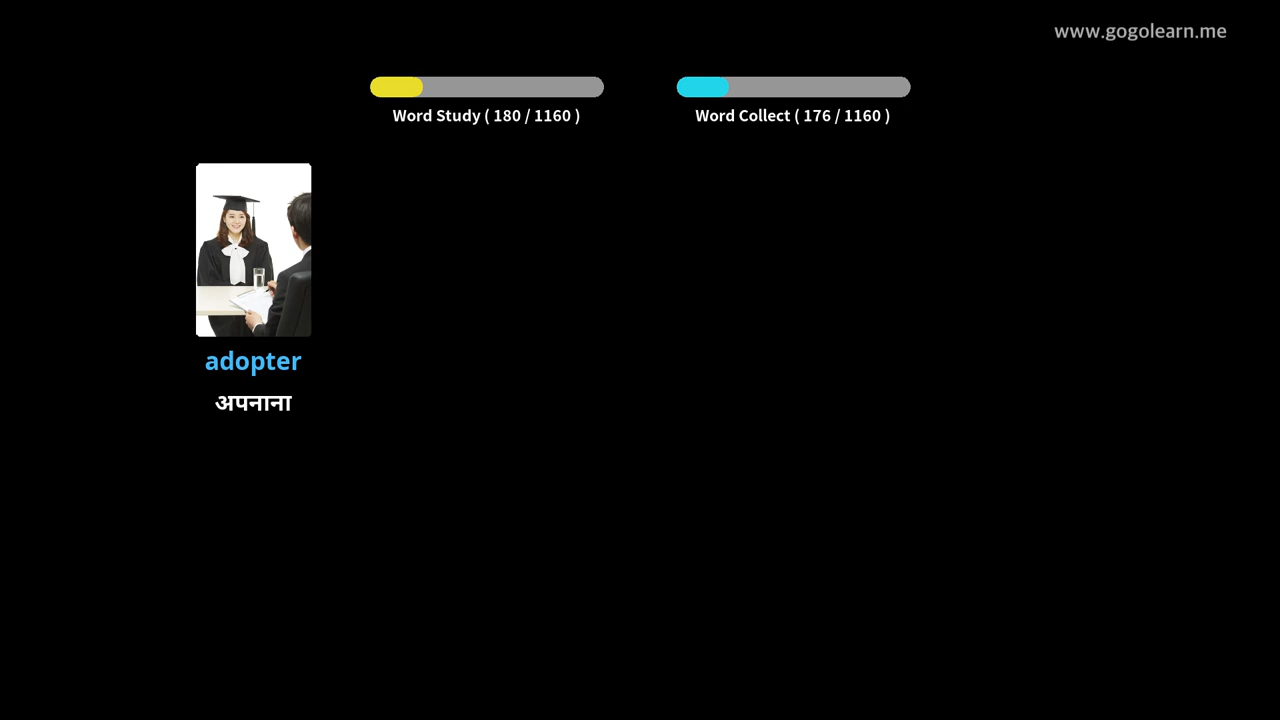 www.gogolearn.me
Word Study ( 180 / 1160 )
Word Collect ( 176 / 1160 )
adopter
अपनाना